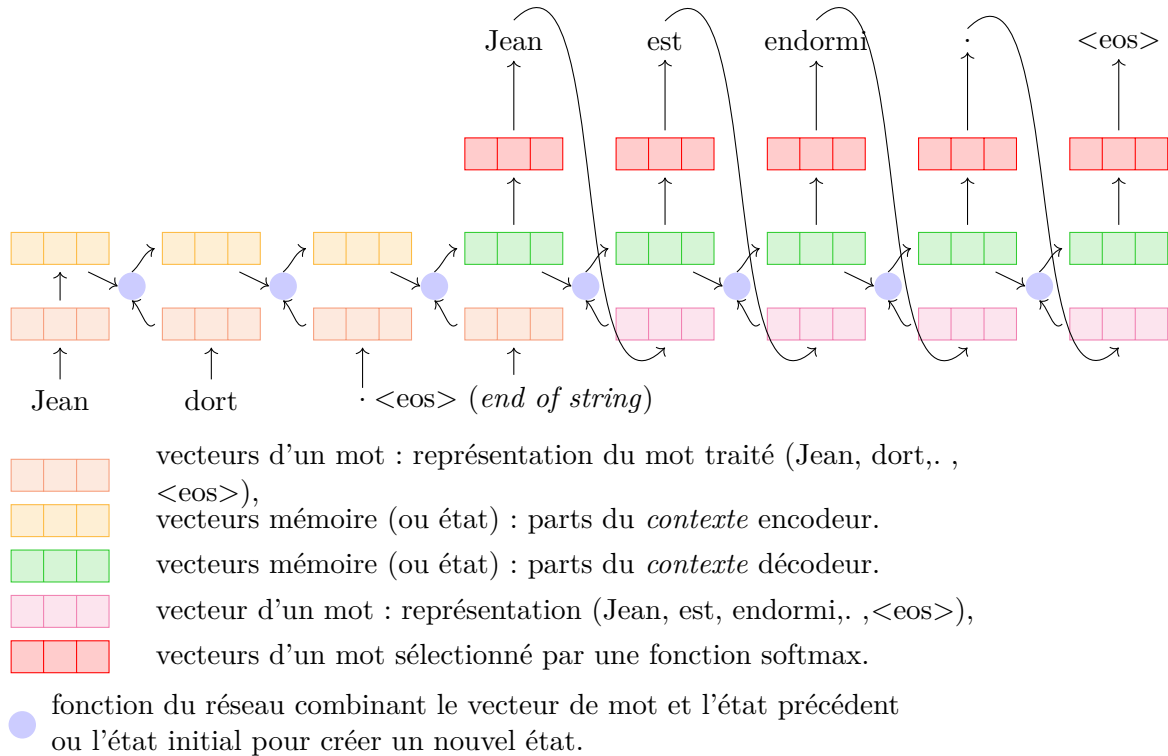 Jean est endormi . <eos>
Jean dort . <eos> (end of string)
vecteurs d'un mot : représentation du mot traité (Jean, dort,. ,
<eos>),
vecteurs mémoire (ou état) : parts du contexte encodeur.
vecteurs mémoire (ou état) : parts du contexte décodeur.
vecteur d'un mot : représentation (Jean, est, endormi,. ,<eos>),
vecteurs d'un mot sélectionné par une fonction softmax.
fonction du réseau combinant le vecteur de mot et l'état précédent
ou l'état initial pour créer un nouvel état.